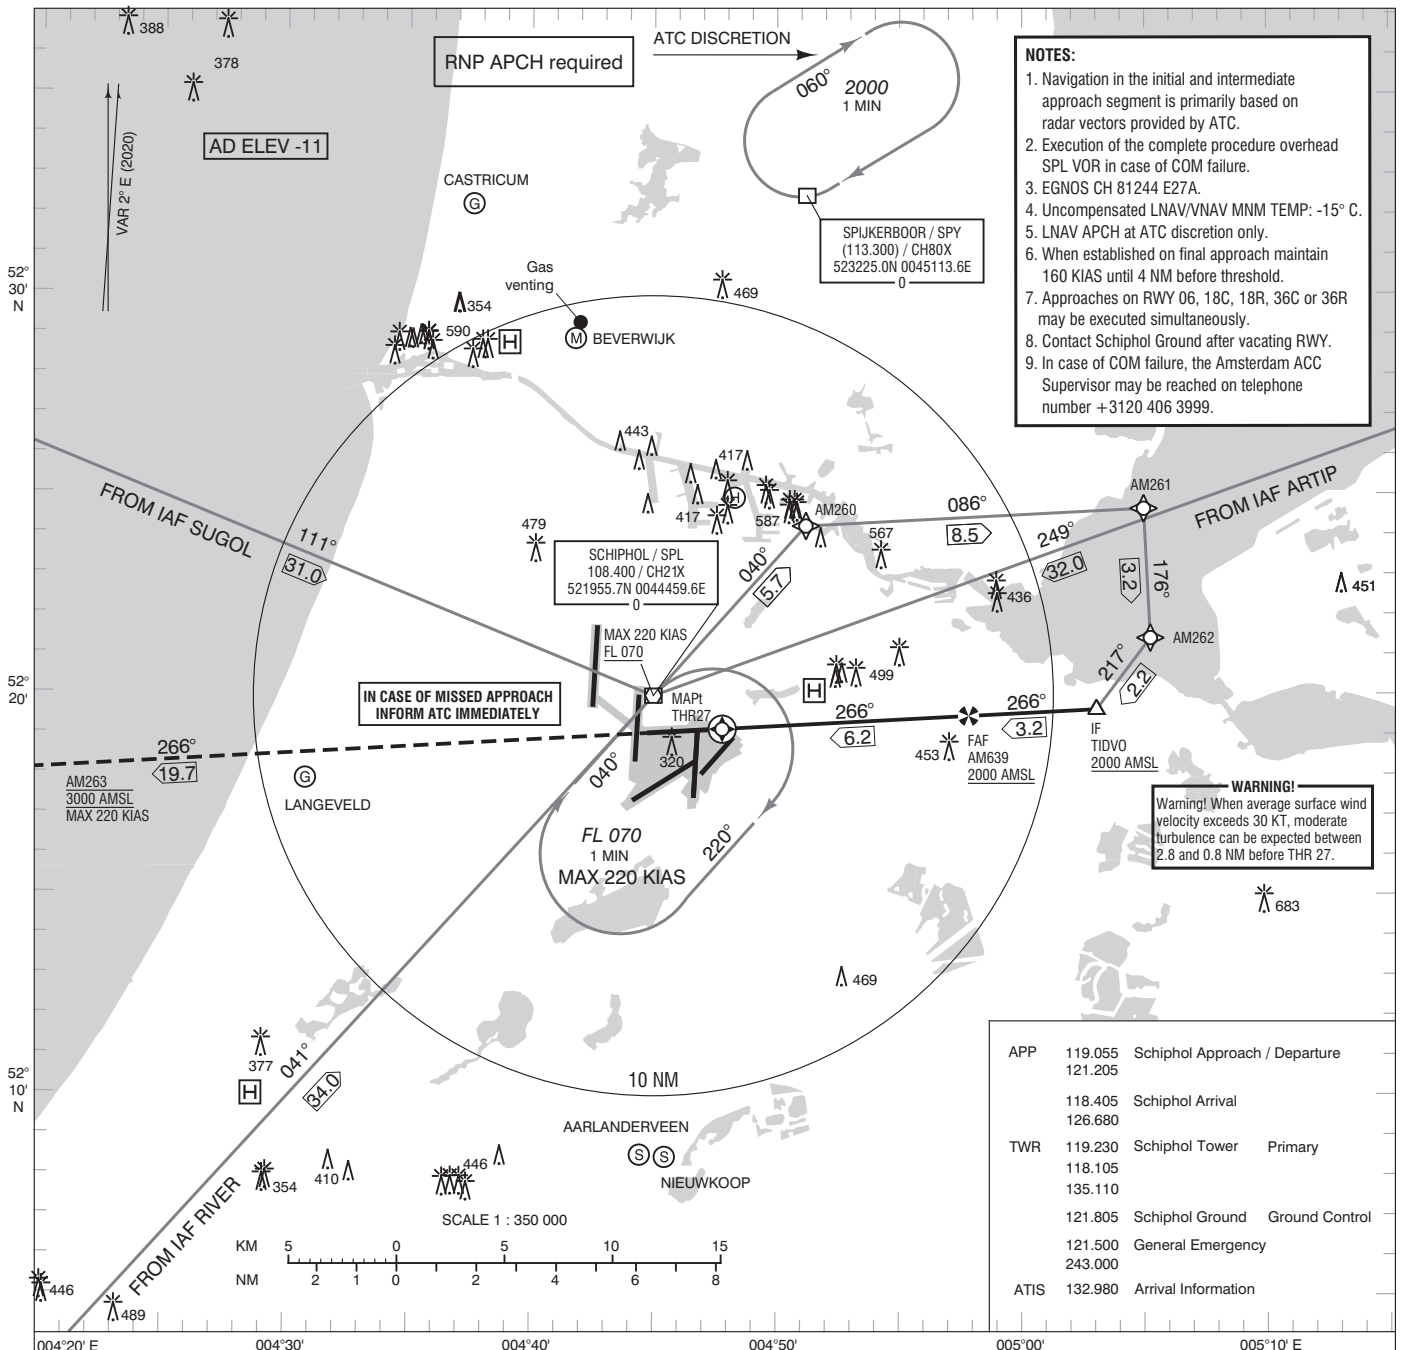 388
378
RNP APCH required
ATC DISCRETION
060°
2000
1 MIN
AD ELEV -11
VAR 2° E (2020)
CASTRICUM
G
NOTES:
1. Navigation in the initial and intermediate
approach segment is primarily based on
radar vectors provided by ATC.
2. Execution of the complete procedure overhead
SPL VOR in case of COM failure.
3. EGNOS CH 81244 E27A.
4. Uncompensated LNAV/VNAV MNM TEMP: -15° C.
5. LNAV APCH at ATC discretion only.
6. When established on final approach maintain
160 KIAS until 4 NM before threshold.
7. Approaches on RWY 06, 18C, 18R, 36C or 36R
may be executed simultaneously.
8. Contact Schiphol Ground after vacating RWY.
9. In case of COM failure, the Amsterdam ACC
Supervisor may be reached on telephone
number +3120 406 3999.
SPIJKERBOOR / SPY
(113.300) / CH80X
523225.0N 0045113.6E
0
52°
30'
N
Gas
venting
354
469
590
H
M
BEVERWIJK
443
417
H
417
587
AM260
086°
8.5
AM261
FROM IAF ARTIP
249°
32.0
FROM IAF SUGOL
111°
31.0
479
567
040°
5.7
SCHIPHOL / SPL
108.400 / CH21X
521955.7N 0044459.6E
0
3.2
176°
451
436
AM262
MAX 220 KIAS
FL 070
499
H
217°
2.2
52°
20'
N
IN CASE OF MISSED APPROACH
INFORM ATC IMMEDIATELY
MAPt
THR27
266°
6.2
266°
3.2
IF
TIDVO
2000 AMSL
453
FAF
AM639
2000 AMSL
266°
19.7
AM263
3000 AMSL
MAX 220 KIAS
G
LANGEVELD
320
040°
FL 070
1 MIN
MAX 220 KIAS
220°
WARNING!
Warning! When average surface wind
velocity exceeds 30 KT, moderate
turbulence can be expected between
2.8 and 0.8 NM before THR 27.
683
469
377
H
041°
34.0
52°
10'
N
10 NM
AARLANDERVEEN
S
S
NIEUWKOOP
354
410
446
FROM IAF RIVER
446
489
SCALE 1 : 350 000
KM 5 0 5 10 15
NM 2 1 0 2 4 6 8
APP 119.055 Schiphol Approach / Departure
121.205
118.405 Schiphol Arrival
126.680
TWR 119.230 Schiphol Tower Primary
118.105
135.110
121.805 Schiphol Ground Ground Control
121.500 General Emergency
243.000
ATIS 132.980 Arrival Information
004°20' E 004°30' 004°40' 004°50' 005°00' 005°10' E